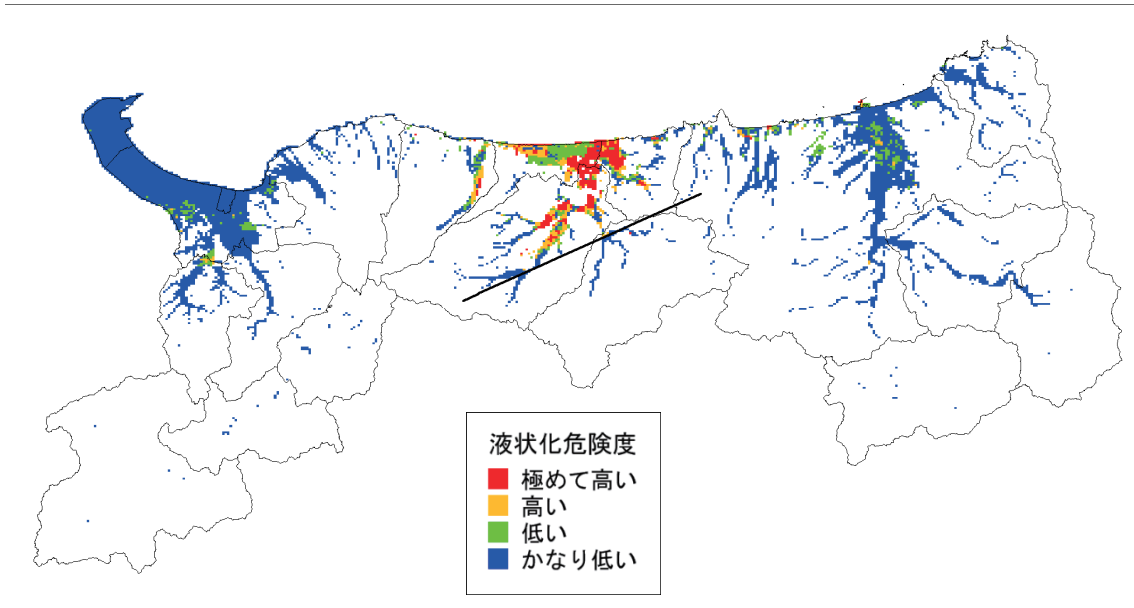 液状化危険度
極めて高い
高い
低い
かなり低い